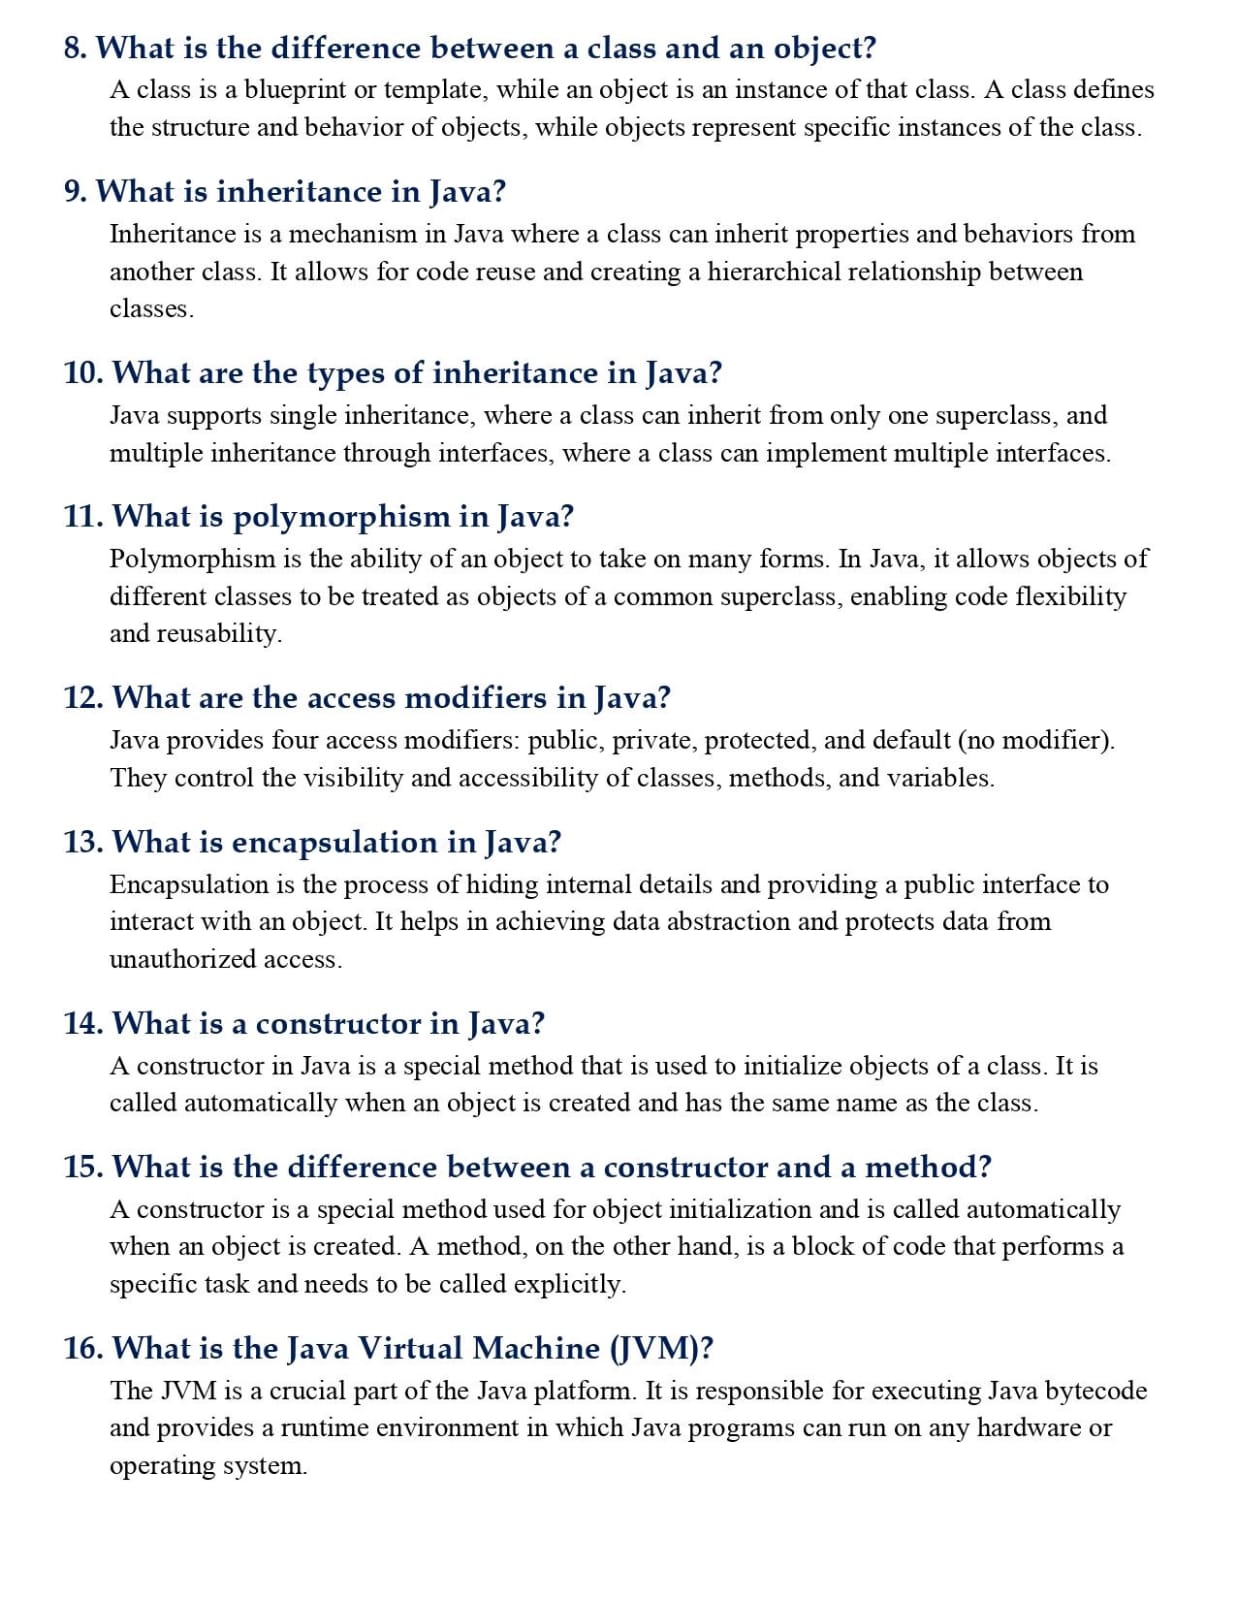 8. What is the difference between a class and an object?
A class is a blueprint or template, while an object is an instance of that class. A class defines
the structure and behavior of objects, while objects represent specific instances of the class.
9. What is inheritance in Java?
Inheritance is a mechanism in Java where a class can inherit properties and behaviors from
another class. It allows for code reuse and creating a hierarchical relationship between
classes.
10. What are the types of inheritance in Java?
Java supports single inheritance, where a class can inherit from only one superclass, and
multiple inheritance through interfaces, where a class can implement multiple interfaces.
11. What is polymorphism in Java?
Polymorphism is the ability of an object to take on many forms. In Java, it allows objects of
different classes to be treated as objects of a common superclass, enabling code flexibility
and reusability.
12. What are the access modifiers in Java?
Java provides four access modifiers: public, private, protected, and default (no modifier).
They control the visibility and accessibility of classes, methods, and variables.
13. What is encapsulation in Java?
Encapsulation is the process of hiding internal details and providing a public interface to
interact with an object. It helps in achieving data abstraction and protects data from
unauthorized access.
14. What is a constructor in Java?
A constructor in Java is a special method that is used to initialize objects of a class. It is
called automatically when an object is created and has the same name as the class.
15. What is the difference between a constructor and a method?
A constructor is a special method used for object initialization and is called automatically
when an object is created. A method, on the other hand, is a block of code that performs a
specific task and needs to be called explicitly.
16. What is the Java Virtual Machine (JVM)?
The JVM is a crucial part of the Java platform. It is responsible for executing Java bytecode
and provides a runtime environment in which Java programs can run on any hardware or
operating system.